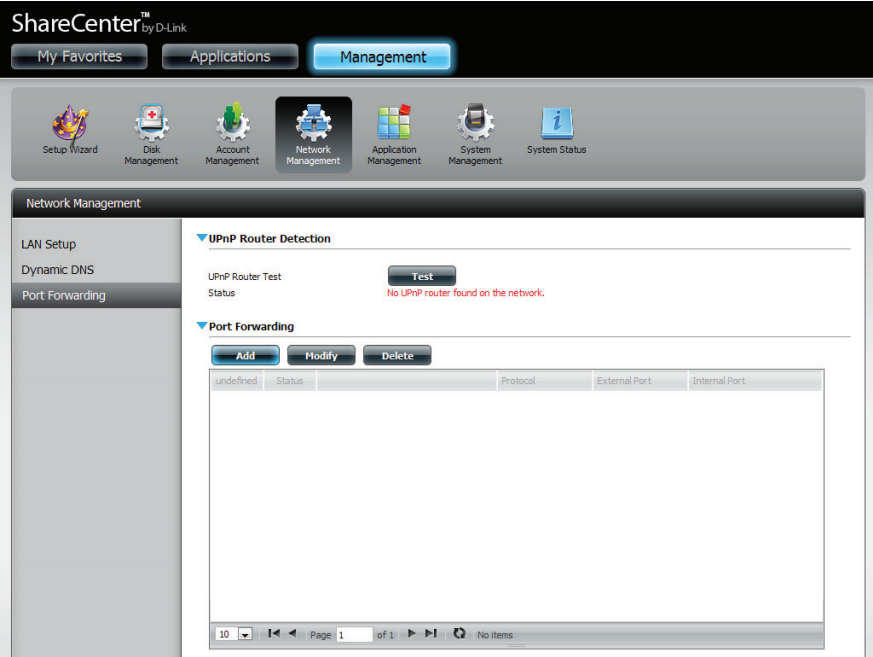 ShareCenter™ by D-Link
My Favorites Applications Management
Setup Wizard Disk Management Account Management Network Management Application Management System Management System Status
Network Management
LAN Setup
Dynamic DNS
Port Forwarding
UPnP Router Detection
UPnP Router Test Test
Status No UPnP router found on the network.
Port Forwarding
Add Modify Delete
undefined Status Protocol External Port Internal Port
10 Page 1 of 1 No items